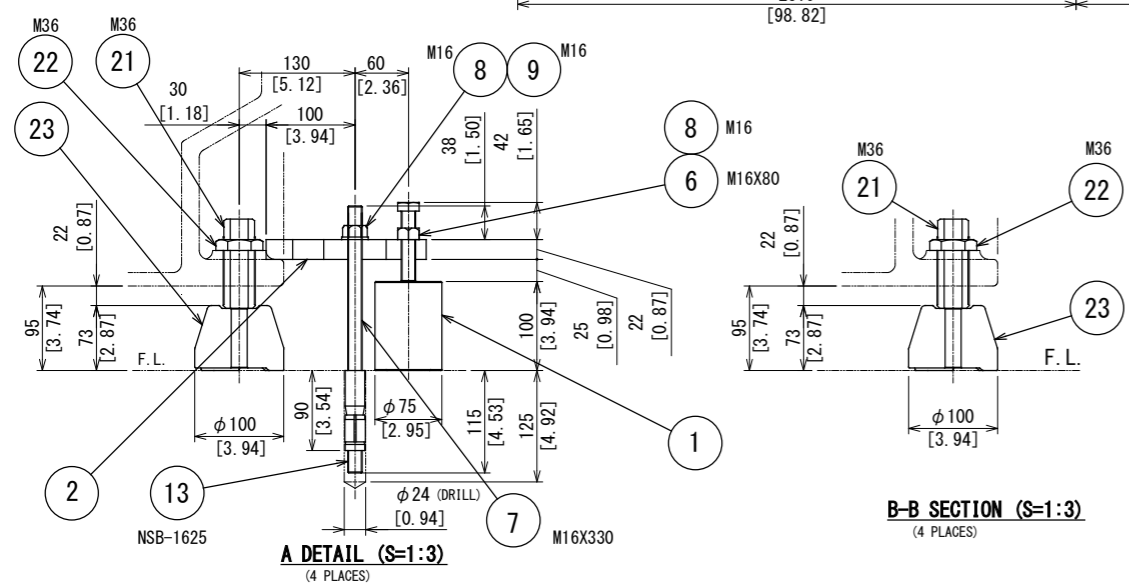 [98.82]
M36
22
M36
21
23
130
[5.12]
60
[2.36]
30
[1.18]
100
[3.94]
M16
8
9
M16
38
[1.50]
42
[1.65]
8
M16
6
M16X80
22
[0.87]
95
[3.74]
73
[2.87]
F.L.
φ100
[3.94]
90
[3.54]
φ75
[2.95]
115
[4.53]
125
[4.92]
100
[3.94]
25
[0.98]
22
[0.87]
2
13
NSB-1625
φ24 (DRILL)
[0.94]
7
M16X330
1
A DETAIL (S=1:3)
(4 PLACES)
M36
21
M36
22
22
[0.87]
95
[3.74]
73
[2.87]
23
F.L.
φ100
[3.94]
B-B SECTION (S=1:3)
(4 PLACES)